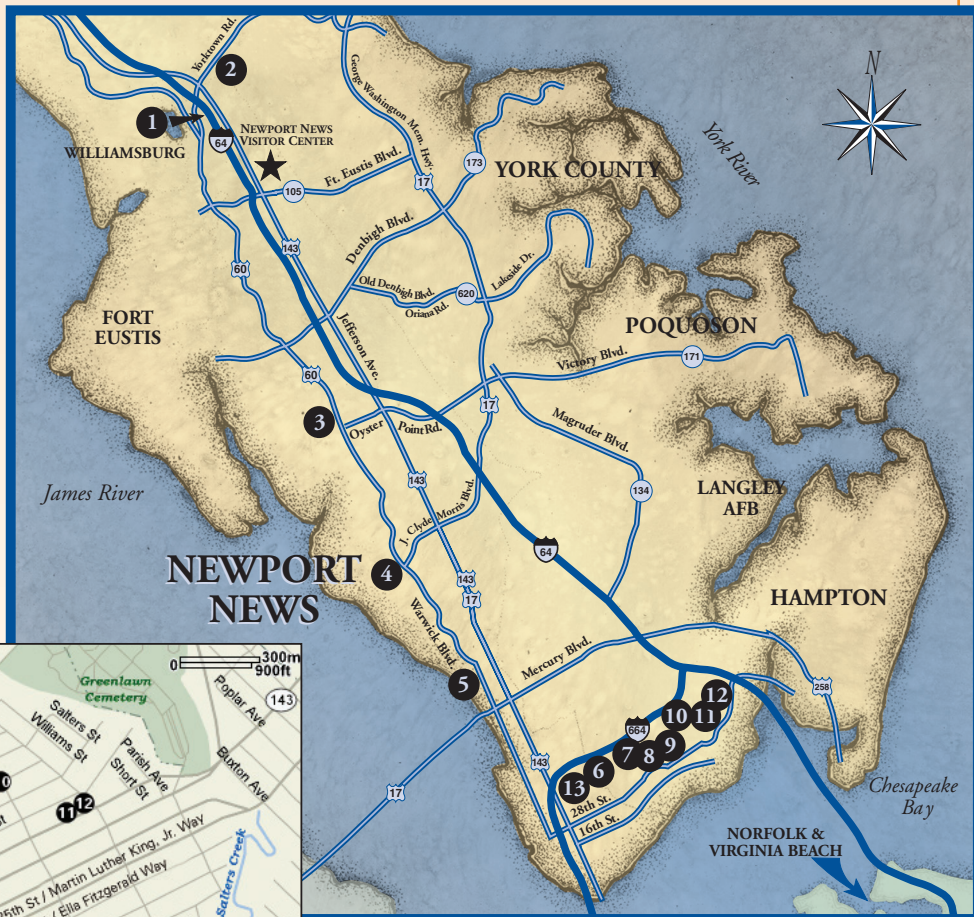 Yorktown Rd.
2
1
WILLIAMSBURG
64
NEWPORT NEWS
VISITOR CENTER
105
Ft. Eustis Blvd.
George Washington Mem. Hwy.
17
173
YORK COUNTY
York River
N
143
60
Denbigh Blvd.
Old Denbigh Blvd.
Oriana Rd.
620
Lakeside Dr.
FORT
EUSTIS
Jefferson Ave.
POQUOSON
Victory Blvd.
171
60
3
Oyster Point Rd.
17
Magruder Blvd.
134
James River
143
J. Clyde Morris Blvd.
LANGLEY
AFB
64
NEWPORT
NEWS
4
143
17
HAMPTON
Warwick Blvd.
Mercury Blvd.
5
258
12
10
11
664
9
7
8
6
13
143
28th St.
16th St.
17
Chesapeake
Bay
NORFOLK &
VIRGINIA BEACH
0
300m
900ft
Greenlawn
Cemetery
Poplar Ave
143
Salters St
Williams St
Parish Ave
Short St
Buxton Ave
0
11
12
st
25th St / Martin Luther King, Jr. Way
/ Ella Fitzgerald Way
Salters Creek